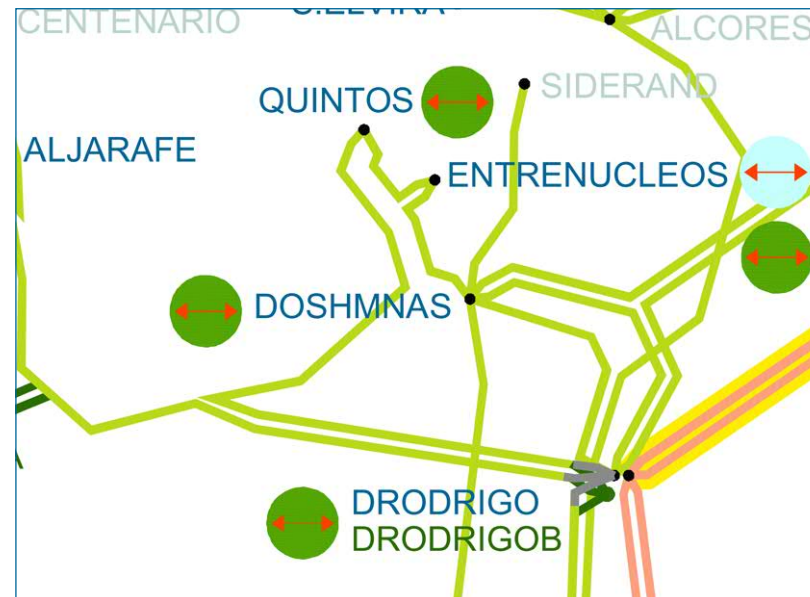 CENTENARIO
ALCORES
QUINTOS
SIDERAND
ALJARAFE
ENTRENUCLEOS
DOSHMNAS
DRODRIGO
DRODRIGOB